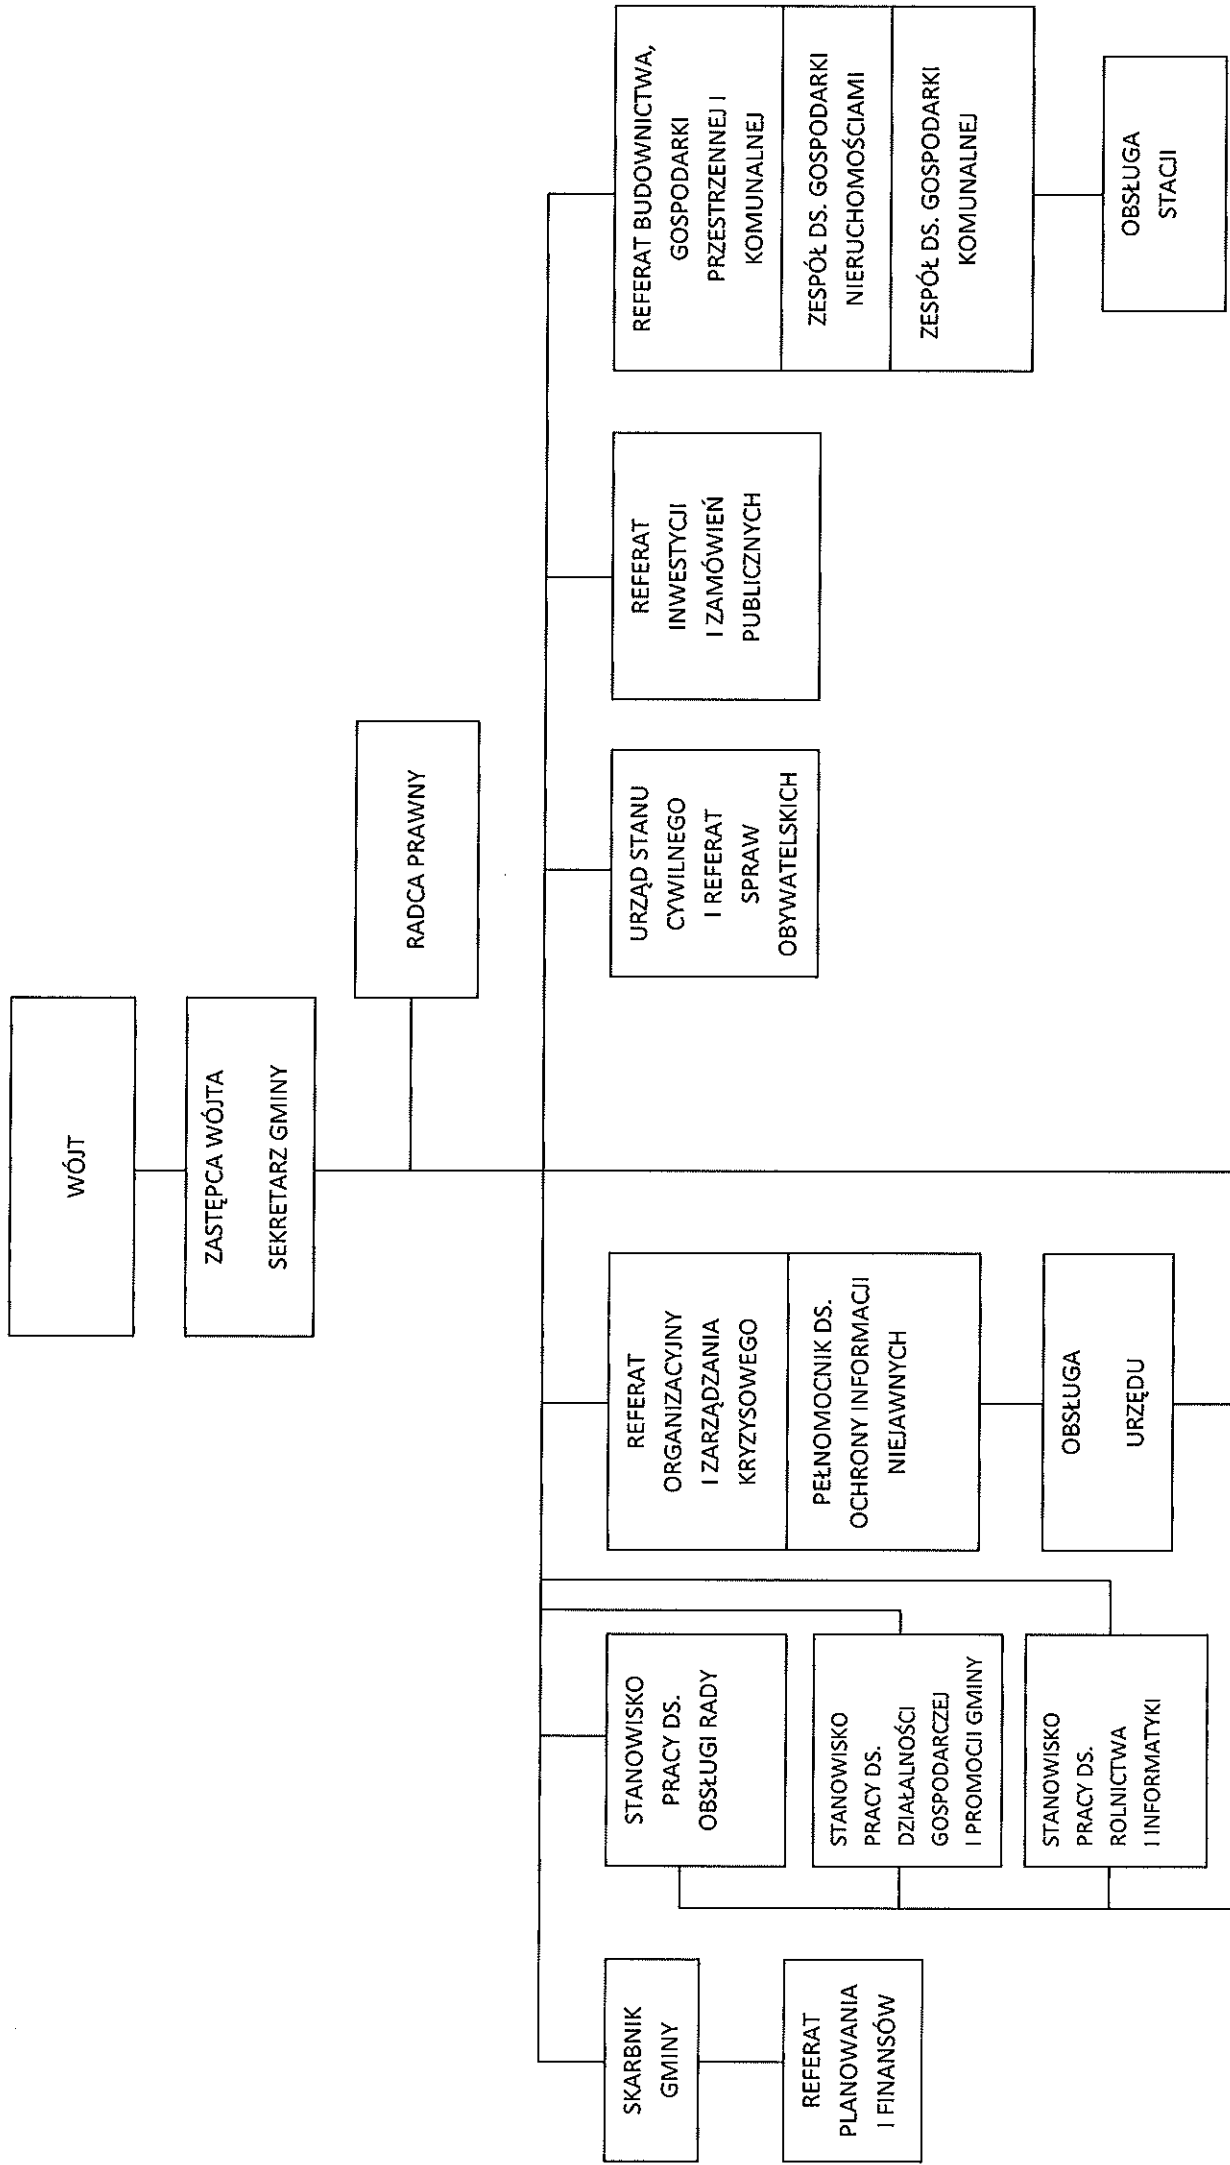 WÓJT
ZASTĘPCA WÓJTA
SEKRETARZ GMINY
RADCA PRAWNY
SKARBNIK
GMINY
REFERAT
PLANOWANIA
I FINANSÓW
STANOWISKO
PRACY DS.
OBSŁUGI RADY
STANOWISKO
PRACY DS.
DZIAŁALNOŚCI
GOSPODARCZEJ
I PROMOCJI GMINY
STANOWISKO
PRACY DS.
ROLNICTWA
I INFORMATYKI
REFERAT
ORGANIZACYJNY
I ZARZĄDZANIA
KRYZYSOWEGO
PEŁNOMOCNIK DS.
OCHRONY INFORMACJI
NIEJAWNYCH
OBSŁUGA
URZĘDU
URZĄD STANU
CYWILNEGO
I REFERAT
SPRAW
OBYWATELSKICH
REFERAT
INWESTYCJI
I ZAMÓWIEŃ
PUBLICZNYCH
REFERAT BUDOWNICTWA,
GOSPODARKI
PRZESTRZENNEJ I
KOMUNALNEJ
ZESPÓŁ DS. GOSPODARKI
NIERUCHOMOŚCIAMI
ZESPÓŁ DS. GOSPODARKI
KOMUNALNEJ
OBSŁUGA
STACJI